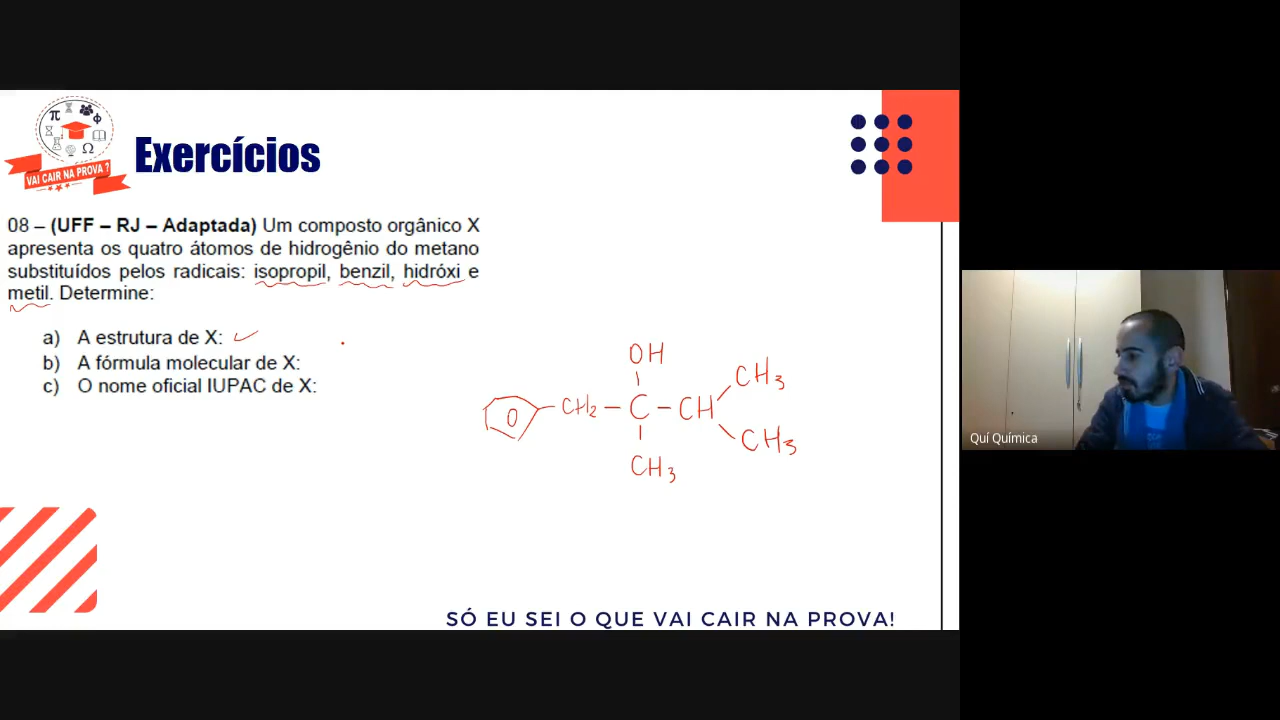 π
Φ
Ω
VAI CAIR NA PROVA ?
Exercícios
08 – (UFF – RJ – Adaptada) Um composto orgânico X
apresenta os quatro átomos de hidrogênio do metano
substituídos pelos radicais: isopropil, benzil, hidróxi e
metil. Determine:
a) A estrutura de X:
b) A fórmula molecular de X:
c) O nome oficial IUPAC de X:
OH
CH3
CH2 – C – CH
CH3
CH3
Quí Química
SÓ EU SEI O QUE VAI CAIR NA PROVA!